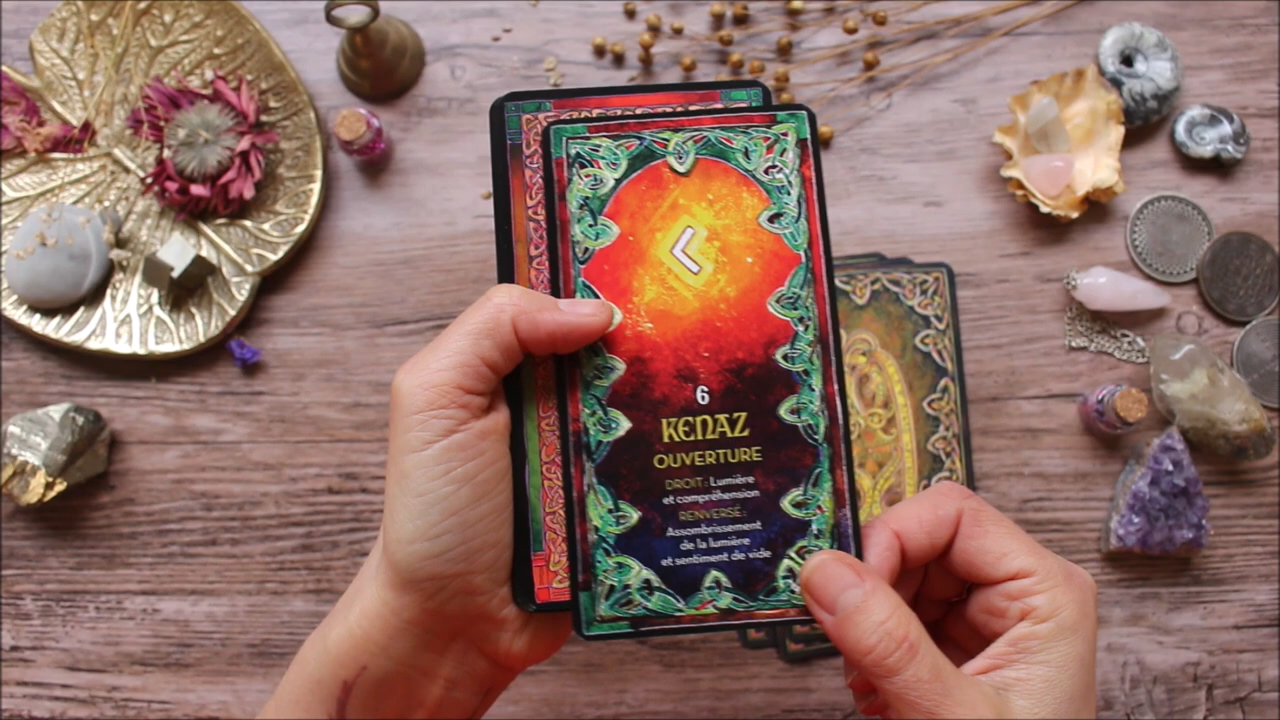 6
KENAZ
OUVERTURE
DROIT : Lumière
et compréhension
RENVERSÉ :
Assombrissement
de la lumière
et sentiment de vide